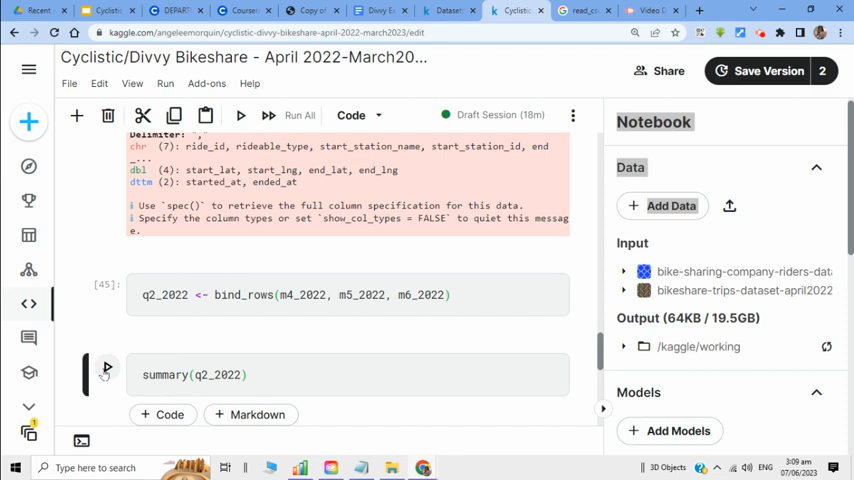 Recent
Cyclistic
DEPART
Course
Copy of
Divvy E
Dataset
Cyclistic
read_cs
Video D
kaggle.com/angeleemorquin/cyclistic-divvy-bikeshare-april-2022-march2023/edit
Cyclistic/Divvy Bikeshare - April 2022-March20...
Share
Save Version
2
File Edit View Run Add-ons Help
Run All
Code
Draft Session (18m)
Notebook
Delimiter: ","
chr (7): ride_id, rideable_type, start_station_name, start_station_id, end
_...
dbl (4): start_lat, start_lng, end_lat, end_lng
dttm (2): started_at, ended_at
ℹ Use `spec()` to retrieve the full column specification for this data.
ℹ Specify the column types or set `show_col_types = FALSE` to quiet this messag
e.
[45]:
q2_2022 <- bind_rows(m4_2022, m5_2022, m6_2022)
summary(q2_2022)
+ Code
+ Markdown
Data
+ Add Data
Input
bike-sharing-company-riders-data
bikeshare-trips-dataset-april2022
Output (64KB / 19.5GB)
/kaggle/working
Models
+ Add Models
1
Type here to search
3D Objects
ENG
3:09 am
07/06/2023